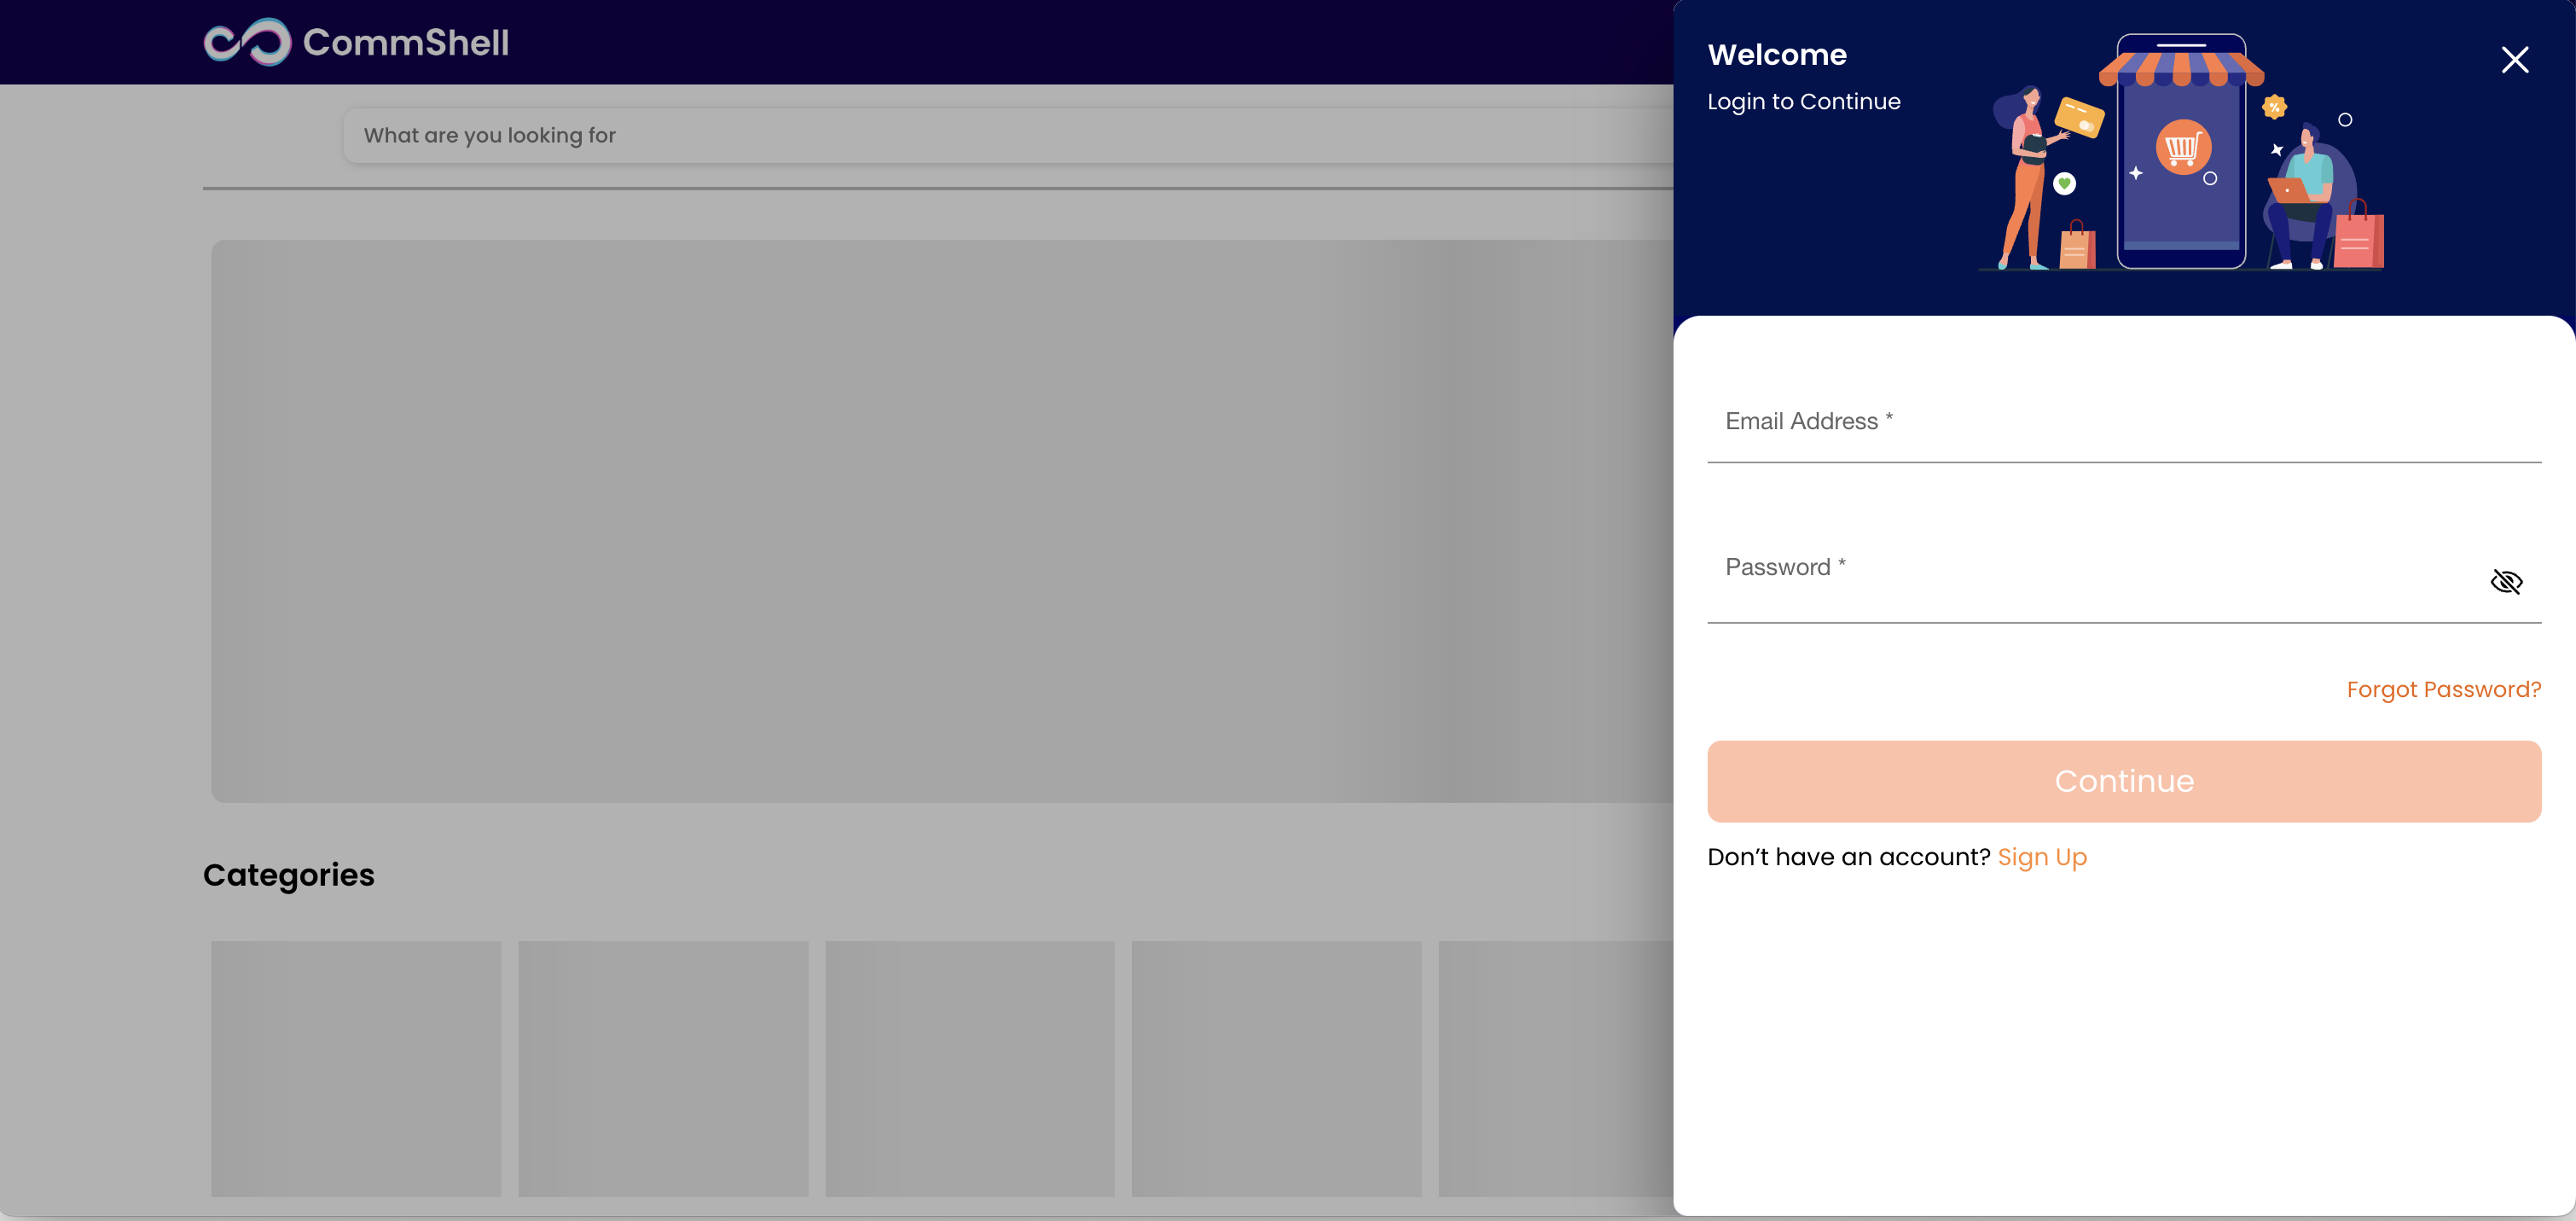 CommShell
What are you looking for
Categories
Welcome
Login to Continue
%
Email Address *
Password *
Forgot Password?
Continue
Don’t have an account? Sign Up